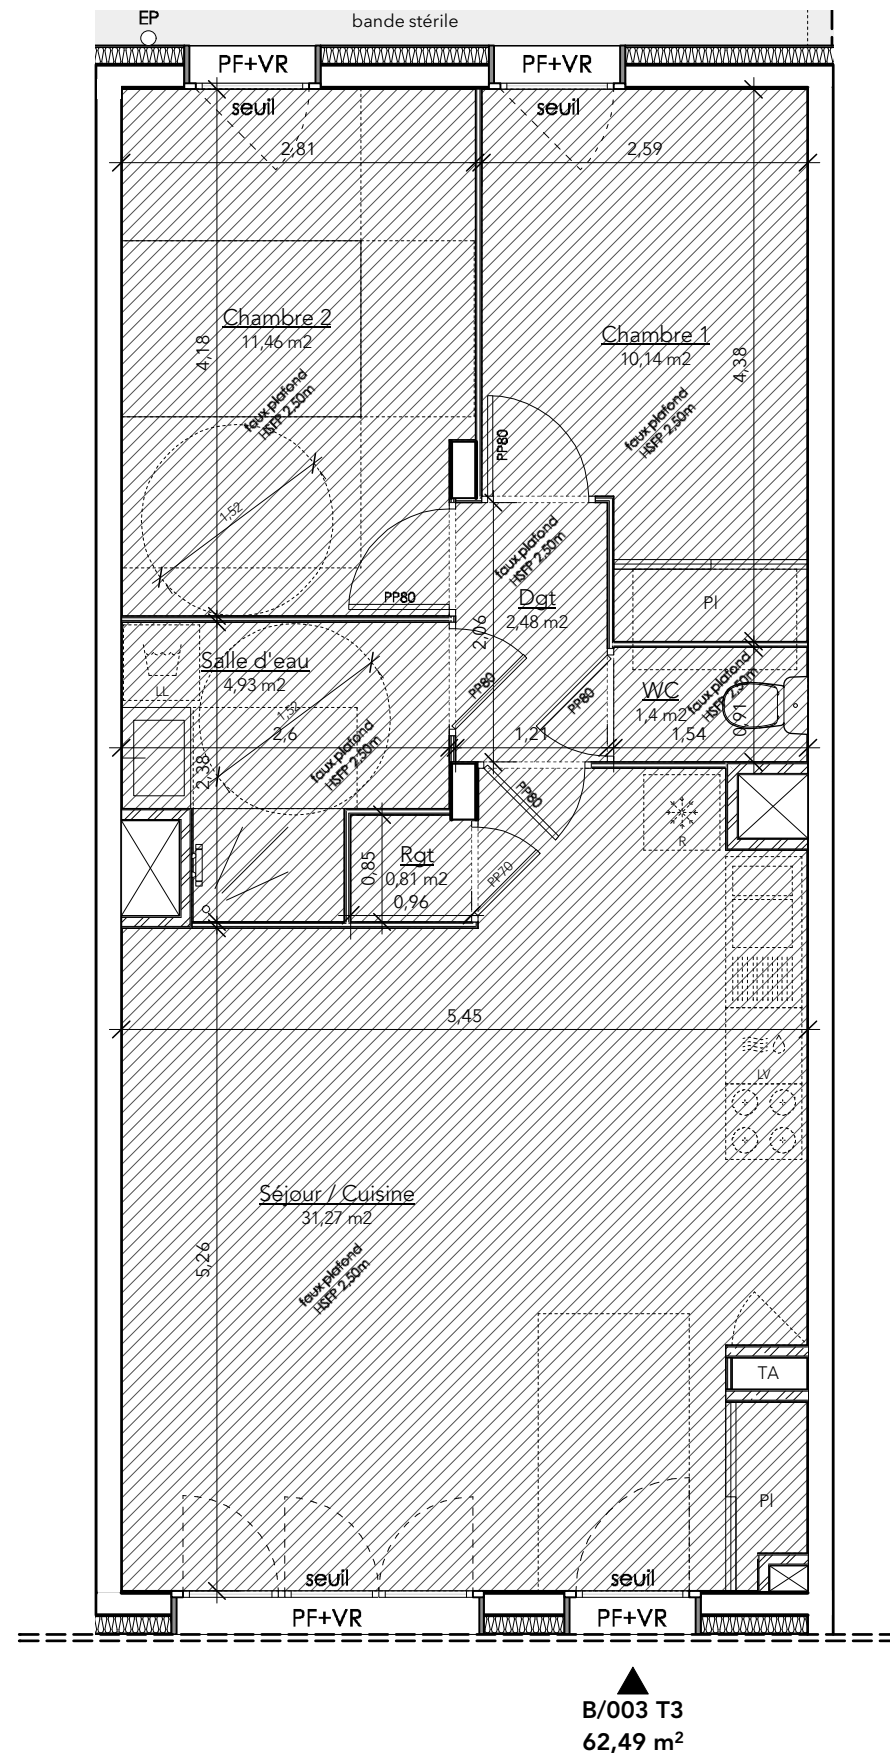 EP
bande stérile
PF+VR
PF+VR
seuil
seuil
2,81
2,59
Chambre 2
11,46 m2
4,18
faux plafond
HSFP 2,50m
Chambre 1
10,14 m2
4,38
faux plafond
HSFP 2,50m
PP80
1,52
PP80
faux plafond
HSFP 2,50m
Dgt
2,48 m2
2,06
Pl
Salle d'eau
4,93 m2
LL
1,52
2,6
2,38
faux plafond
HSFP 2,50m
PP80
PP80
1,21
WC
1,4 m2
faux plafond
HSFP 2,50m
0,91
1,54
PP80
R
Rgt
0,81 m2
0,85
0,96
PP70
5,45
LV
Séjour / Cuisine
31,27 m2
5,26
faux plafond
HSFP 2,50m
TA
Pl
seuil
seuil
PF+VR
PF+VR
B/003 T3
62,49 m²